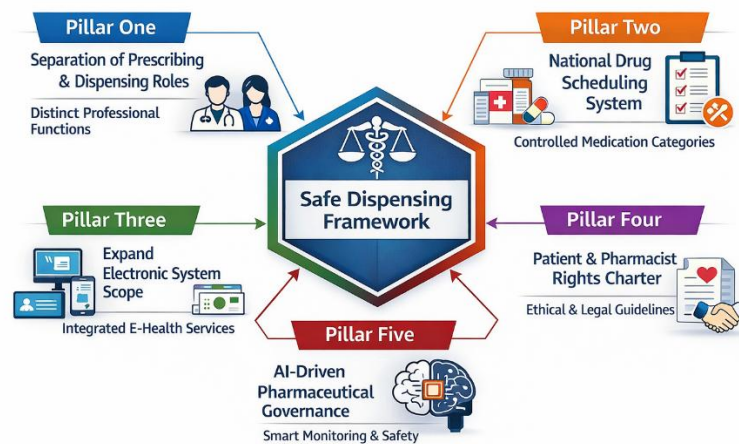 Pillar One
Separation of Prescribing
& Dispensing Roles
Distinct Professional
Functions
Pillar Two
National Drug
Scheduling
System
Controlled Medication Categories
Safe Dispensing
Framework
Pillar Three
Expand
Electronic System
Scope
Integrated E-Health Services
Pillar Four
Patient & Pharmacist
Rights Charter
Ethical & Legal Guidelines
Pillar Five
AI-Driven
Pharmaceutical
Governance
Smart Monitoring & Safety